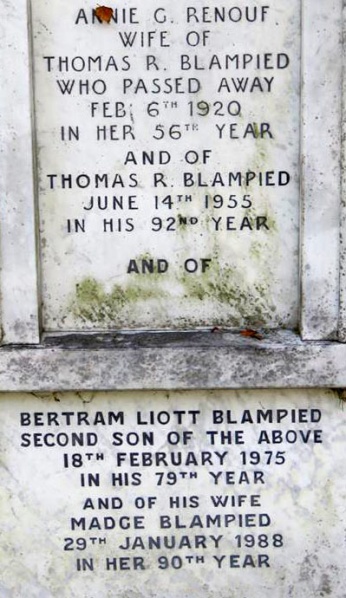 ANNIE G. RENOUF
WIFE OF
THOMAS R. BLAMPIED
WHO PASSED AWAY
FEB. 6TH 1920
IN HER 56TH YEAR
AND OF
THOMAS R. BLAMPIED
JUNE 14TH 1955
IN HIS 92ND YEAR
AND OF
BERTRAM LIOTT BLAMPIED
SECOND SON OF THE ABOVE
18TH FEBRUARY 1975
IN HIS 79TH YEAR
AND OF HIS WIFE
MADGE BLAMPIED
29TH JANUARY 1988
IN HER 90TH YEAR